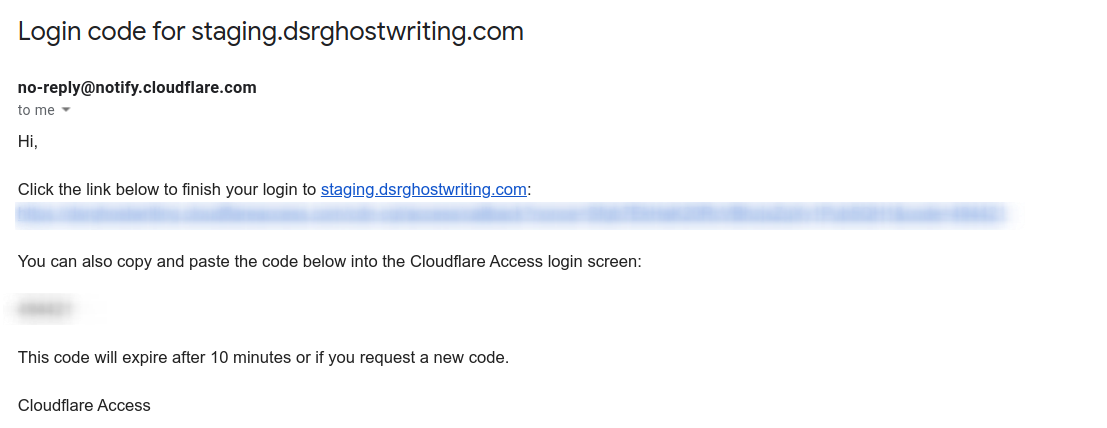 Login code for staging.dsrghostwriting.com
no-reply@notify.cloudflare.com
to me
Hi,
Click the link below to finish your login to staging.dsrghostwriting.com:
You can also copy and paste the code below into the Cloudflare Access login screen:
This code will expire after 10 minutes or if you request a new code.
Cloudflare Access